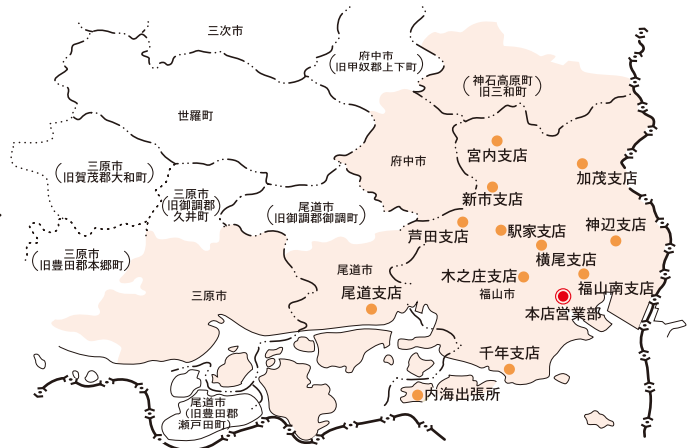 三次市
府中市
(旧甲奴郡上下町)
神石高原町
(旧三和町)
世羅町
宮内支店
府中市
加茂支店
三原市
(旧賀茂郡大和町)
三原市
(旧御調郡
久井町)
新市支店
尾道市
(旧御調郡御調町)
芦田支店
駅家支店
神辺支店
三原市
(旧豊田郡本郷町)
横尾支店
尾道市
木之庄支店
福山南支店
三原市
尾道支店
福山市
本店営業部
千年支店
内海出張所
尾道市
(旧豊田郡
瀬戸田町)